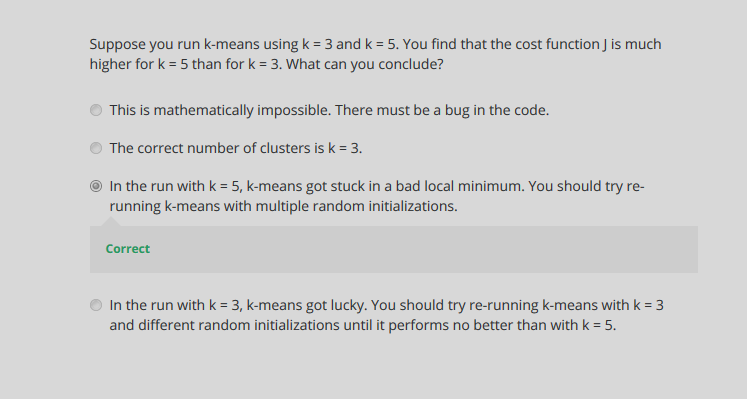 Suppose you run k-means using k = 3 and k = 5. You find that the cost function J is much
higher for k = 5 than for k = 3. What can you conclude?
This is mathematically impossible. There must be a bug in the code.
The correct number of clusters is k = 3.
In the run with k = 5, k-means got stuck in a bad local minimum. You should try re-
running k-means with multiple random initializations.
Correct
In the run with k = 3, k-means got lucky. You should try re-running k-means with k = 3
and different random initializations until it performs no better than with k = 5.